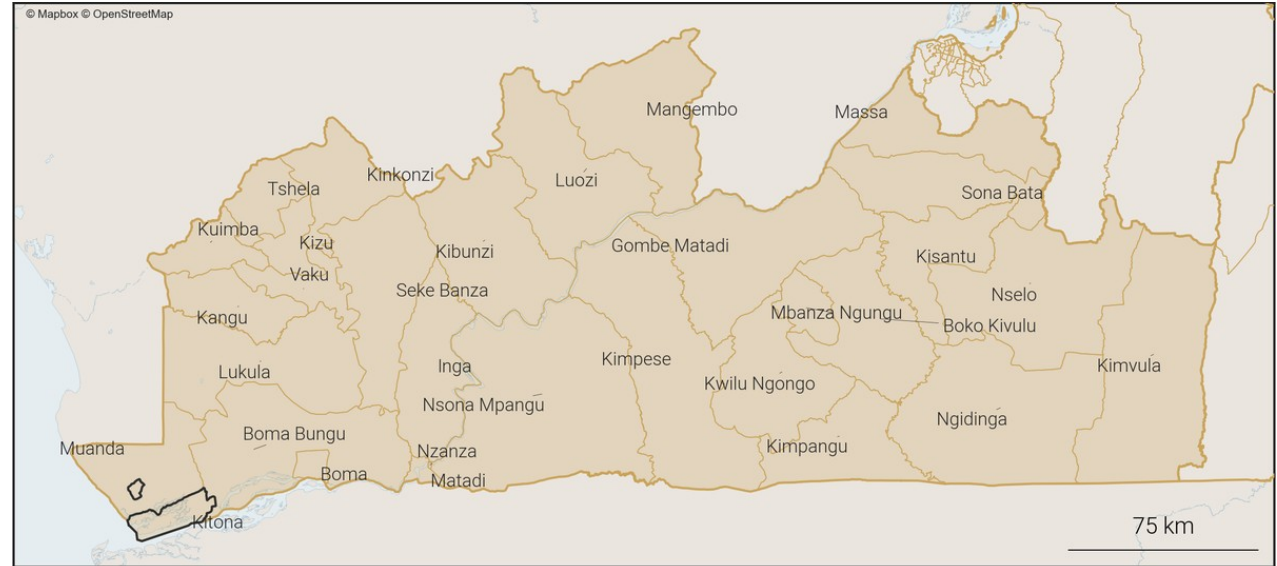 © Mapbox © OpenStreetMap
Mangembo
Massa
Kinkonzi
Luozi
Tshela
Sona Bata
Kuimba
Kizu
Gombe Matadi
Kibunzi
Kisantu
Vaku
Seke Banza
Nselo
Kangu
Mbanza Ngungu
Boko Kivulu
Inga
Kimpese
Kimvula
Lukula
Kwilu Ngongo
Nsona Mpangu
Ngidinga
Boma Bungu
Muanda
Nzanza
Kimpangu
Boma
Matadi
Kitona
75 km